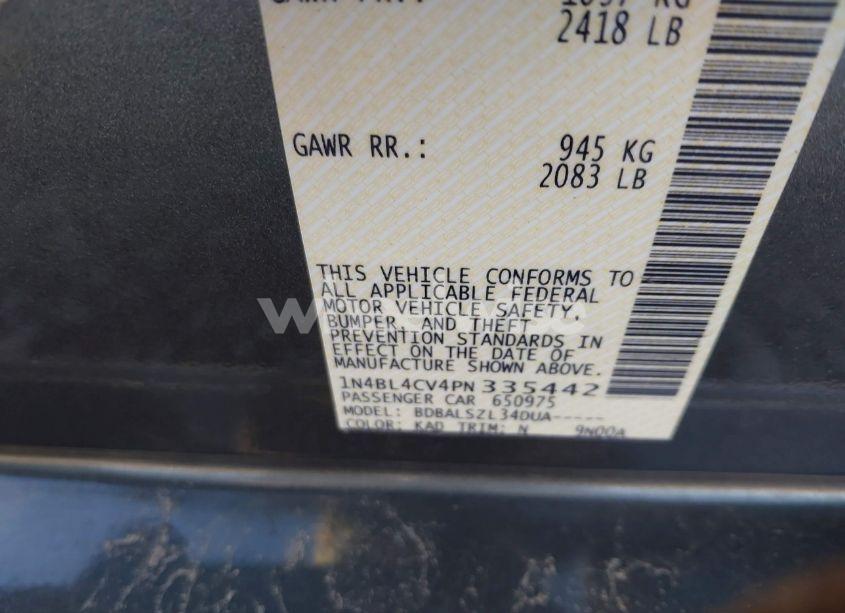 2418 LB
GAWR RR.: 945 KG
2083 LB
THIS VEHICLE CONFORMS TO
ALL APPLICABLE FEDERAL
MOTOR VEHICLE SAFETY,
BUMPER, AND THEFT
PREVENTION STANDARDS IN
EFFECT ON THE DATE OF
MANUFACTURE SHOWN ABOVE.
1N4BL4CV4PN335442
PASSENGER CAR 650975
MODEL: BDBALSZL34DUA-----
COLOR: KAD TRIM: N 9N00A